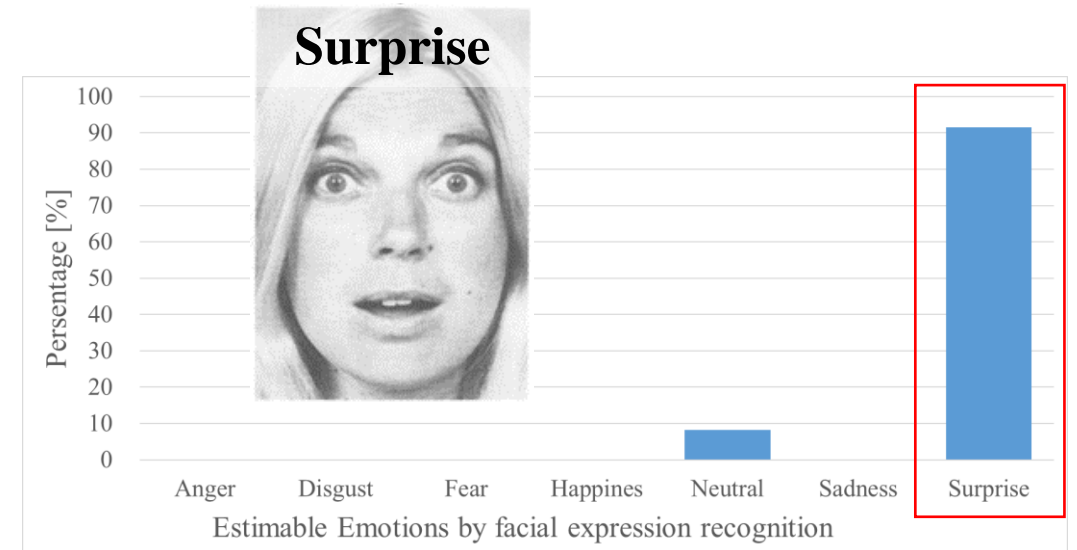 Surprise
100
90
80
70
60
50
40
30
20
10
0
Persentage [%]
Anger Disgust Fear Happines Neutral Sadness Surprise
Estimable Emotions by facial expression recognition